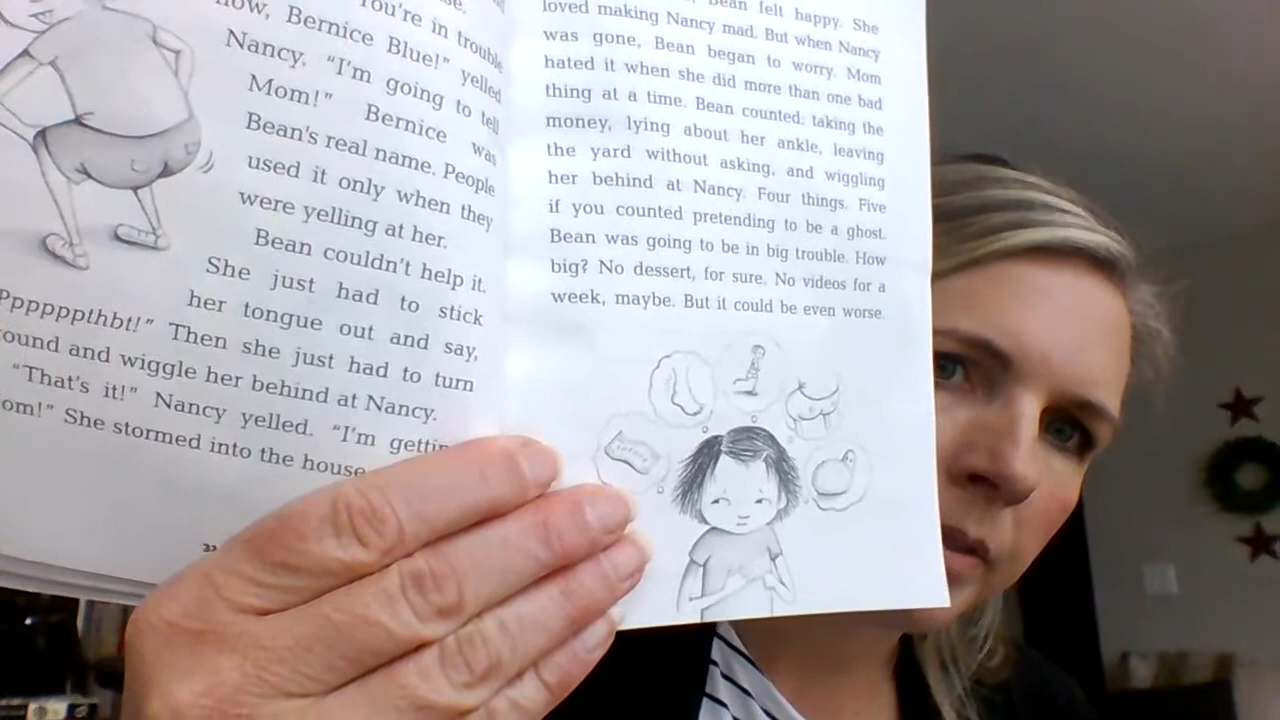 You're in trouble
now, Bernice Blue!" yelled
Nancy. "I'm going to tell
Mom!" Bernice was
Bean's real name. People
used it only when they
were yelling at her.
Bean couldn't help it.
She just had to stick
her tongue out and say,
Ppppppthbt!" Then she just had to turn
ound and wiggle her behind at Nancy.
"That's it!" Nancy yelled. "I'm gettin
om!" She stormed into the house
Bean felt happy. She
loved making Nancy mad. But when Nancy
was gone, Bean began to worry. Mom
hated it when she did more than one bad
thing at a time. Bean counted: taking the
money, lying about her ankle, leaving
the yard without asking, and wiggling
her behind at Nancy. Four things. Five
if you counted pretending to be a ghost.
Bean was going to be in big trouble. How
big? No dessert, for sure. No videos for a
week, maybe. But it could be even worse.